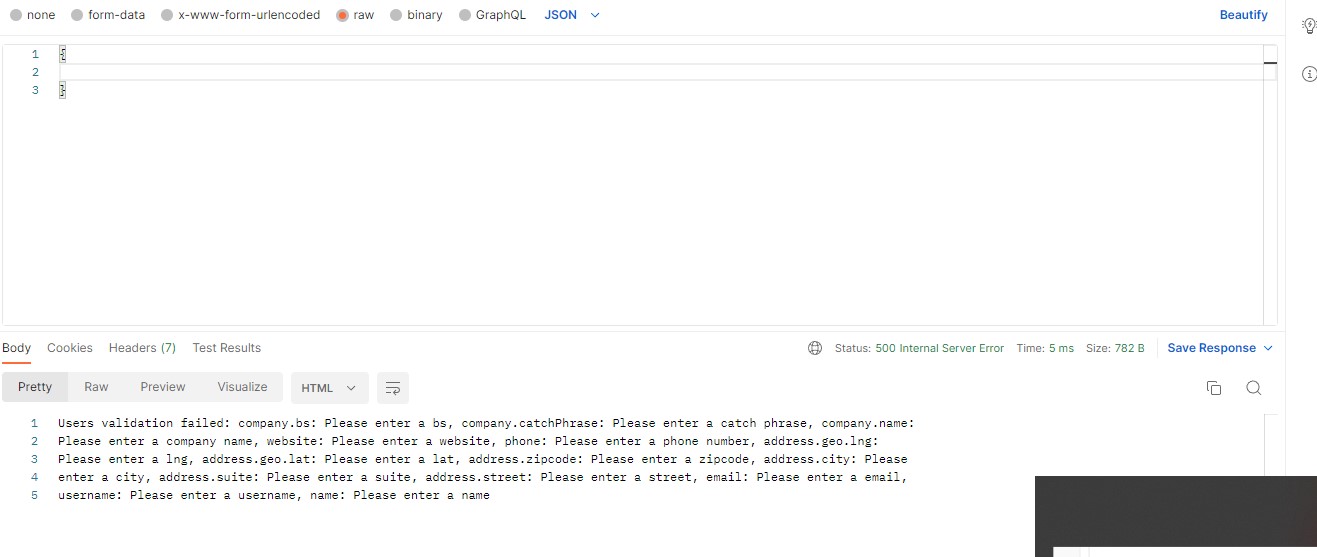 none form-data x-www-form-urlencoded raw binary GraphQL JSON Beautify
1 {
2
3 }
Body Cookies Headers (7) Test Results Status: 500 Internal Server Error Time: 5 ms Size: 782 B Save Response
Pretty Raw Preview Visualize HTML
1 Users validation failed: company.bs: Please enter a bs, company.catchPhrase: Please enter a catch phrase, company.name:
2 Please enter a company name, website: Please enter a website, phone: Please enter a phone number, address.geo.lng:
3 Please enter a lng, address.geo.lat: Please enter a lat, address.zipcode: Please enter a zipcode, address.city: Please
4 enter a city, address.suite: Please enter a suite, address.street: Please enter a street, email: Please enter a email,
5 username: Please enter a username, name: Please enter a name